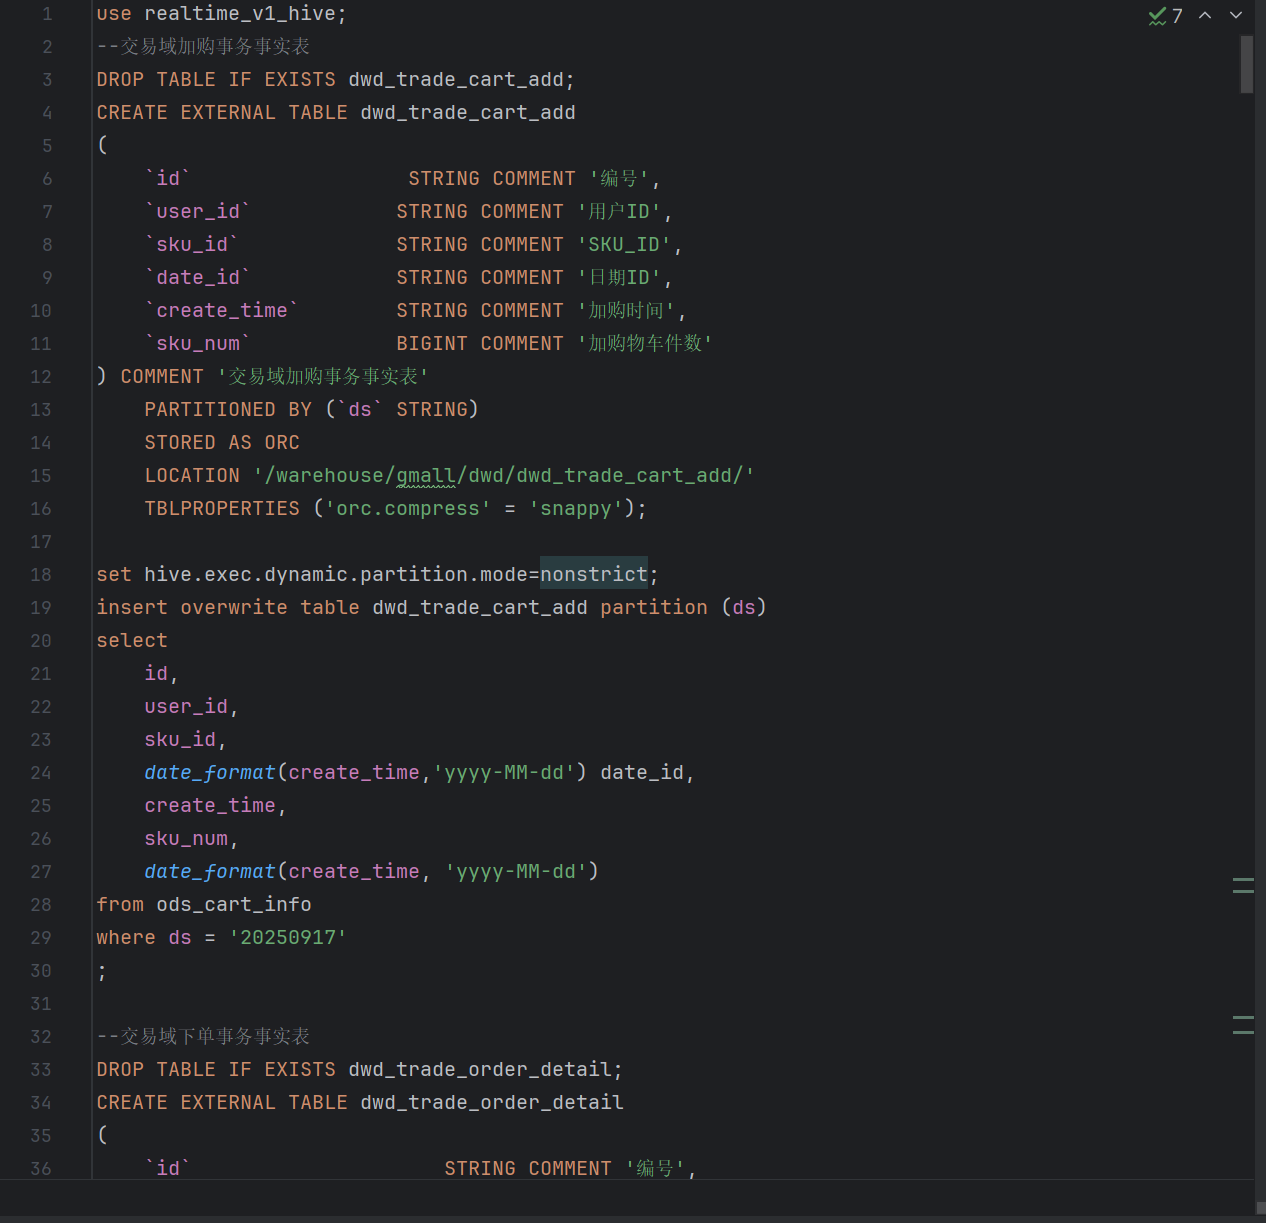 7
1 use realtime_v1_hive;
2 --交易域加购事务事实表
3 DROP TABLE IF EXISTS dwd_trade_cart_add;
4 CREATE EXTERNAL TABLE dwd_trade_cart_add
5 (
6     `id`                  STRING COMMENT '编号',
7     `user_id`            STRING COMMENT '用户ID',
8     `sku_id`             STRING COMMENT 'SKU_ID',
9     `date_id`            STRING COMMENT '日期ID',
10     `create_time`        STRING COMMENT '加购时间',
11     `sku_num`            BIGINT COMMENT '加购物车件数'
12 ) COMMENT '交易域加购事务事实表'
13     PARTITIONED BY (`ds` STRING)
14     STORED AS ORC
15     LOCATION '/warehouse/gmall/dwd/dwd_trade_cart_add/'
16     TBLPROPERTIES ('orc.compress' = 'snappy');
17
18 set hive.exec.dynamic.partition.mode=nonstrict;
19 insert overwrite table dwd_trade_cart_add partition (ds)
20 select
21     id,
22     user_id,
23     sku_id,
24     date_format(create_time,'yyyy-MM-dd') date_id,
25     create_time,
26     sku_num,
27     date_format(create_time, 'yyyy-MM-dd')
28 from ods_cart_info
29 where ds = '20250917'
30 ;
31
32 --交易域下单事务事实表
33 DROP TABLE IF EXISTS dwd_trade_order_detail;
34 CREATE EXTERNAL TABLE dwd_trade_order_detail
35 (
36     `id`                     STRING COMMENT '编号',